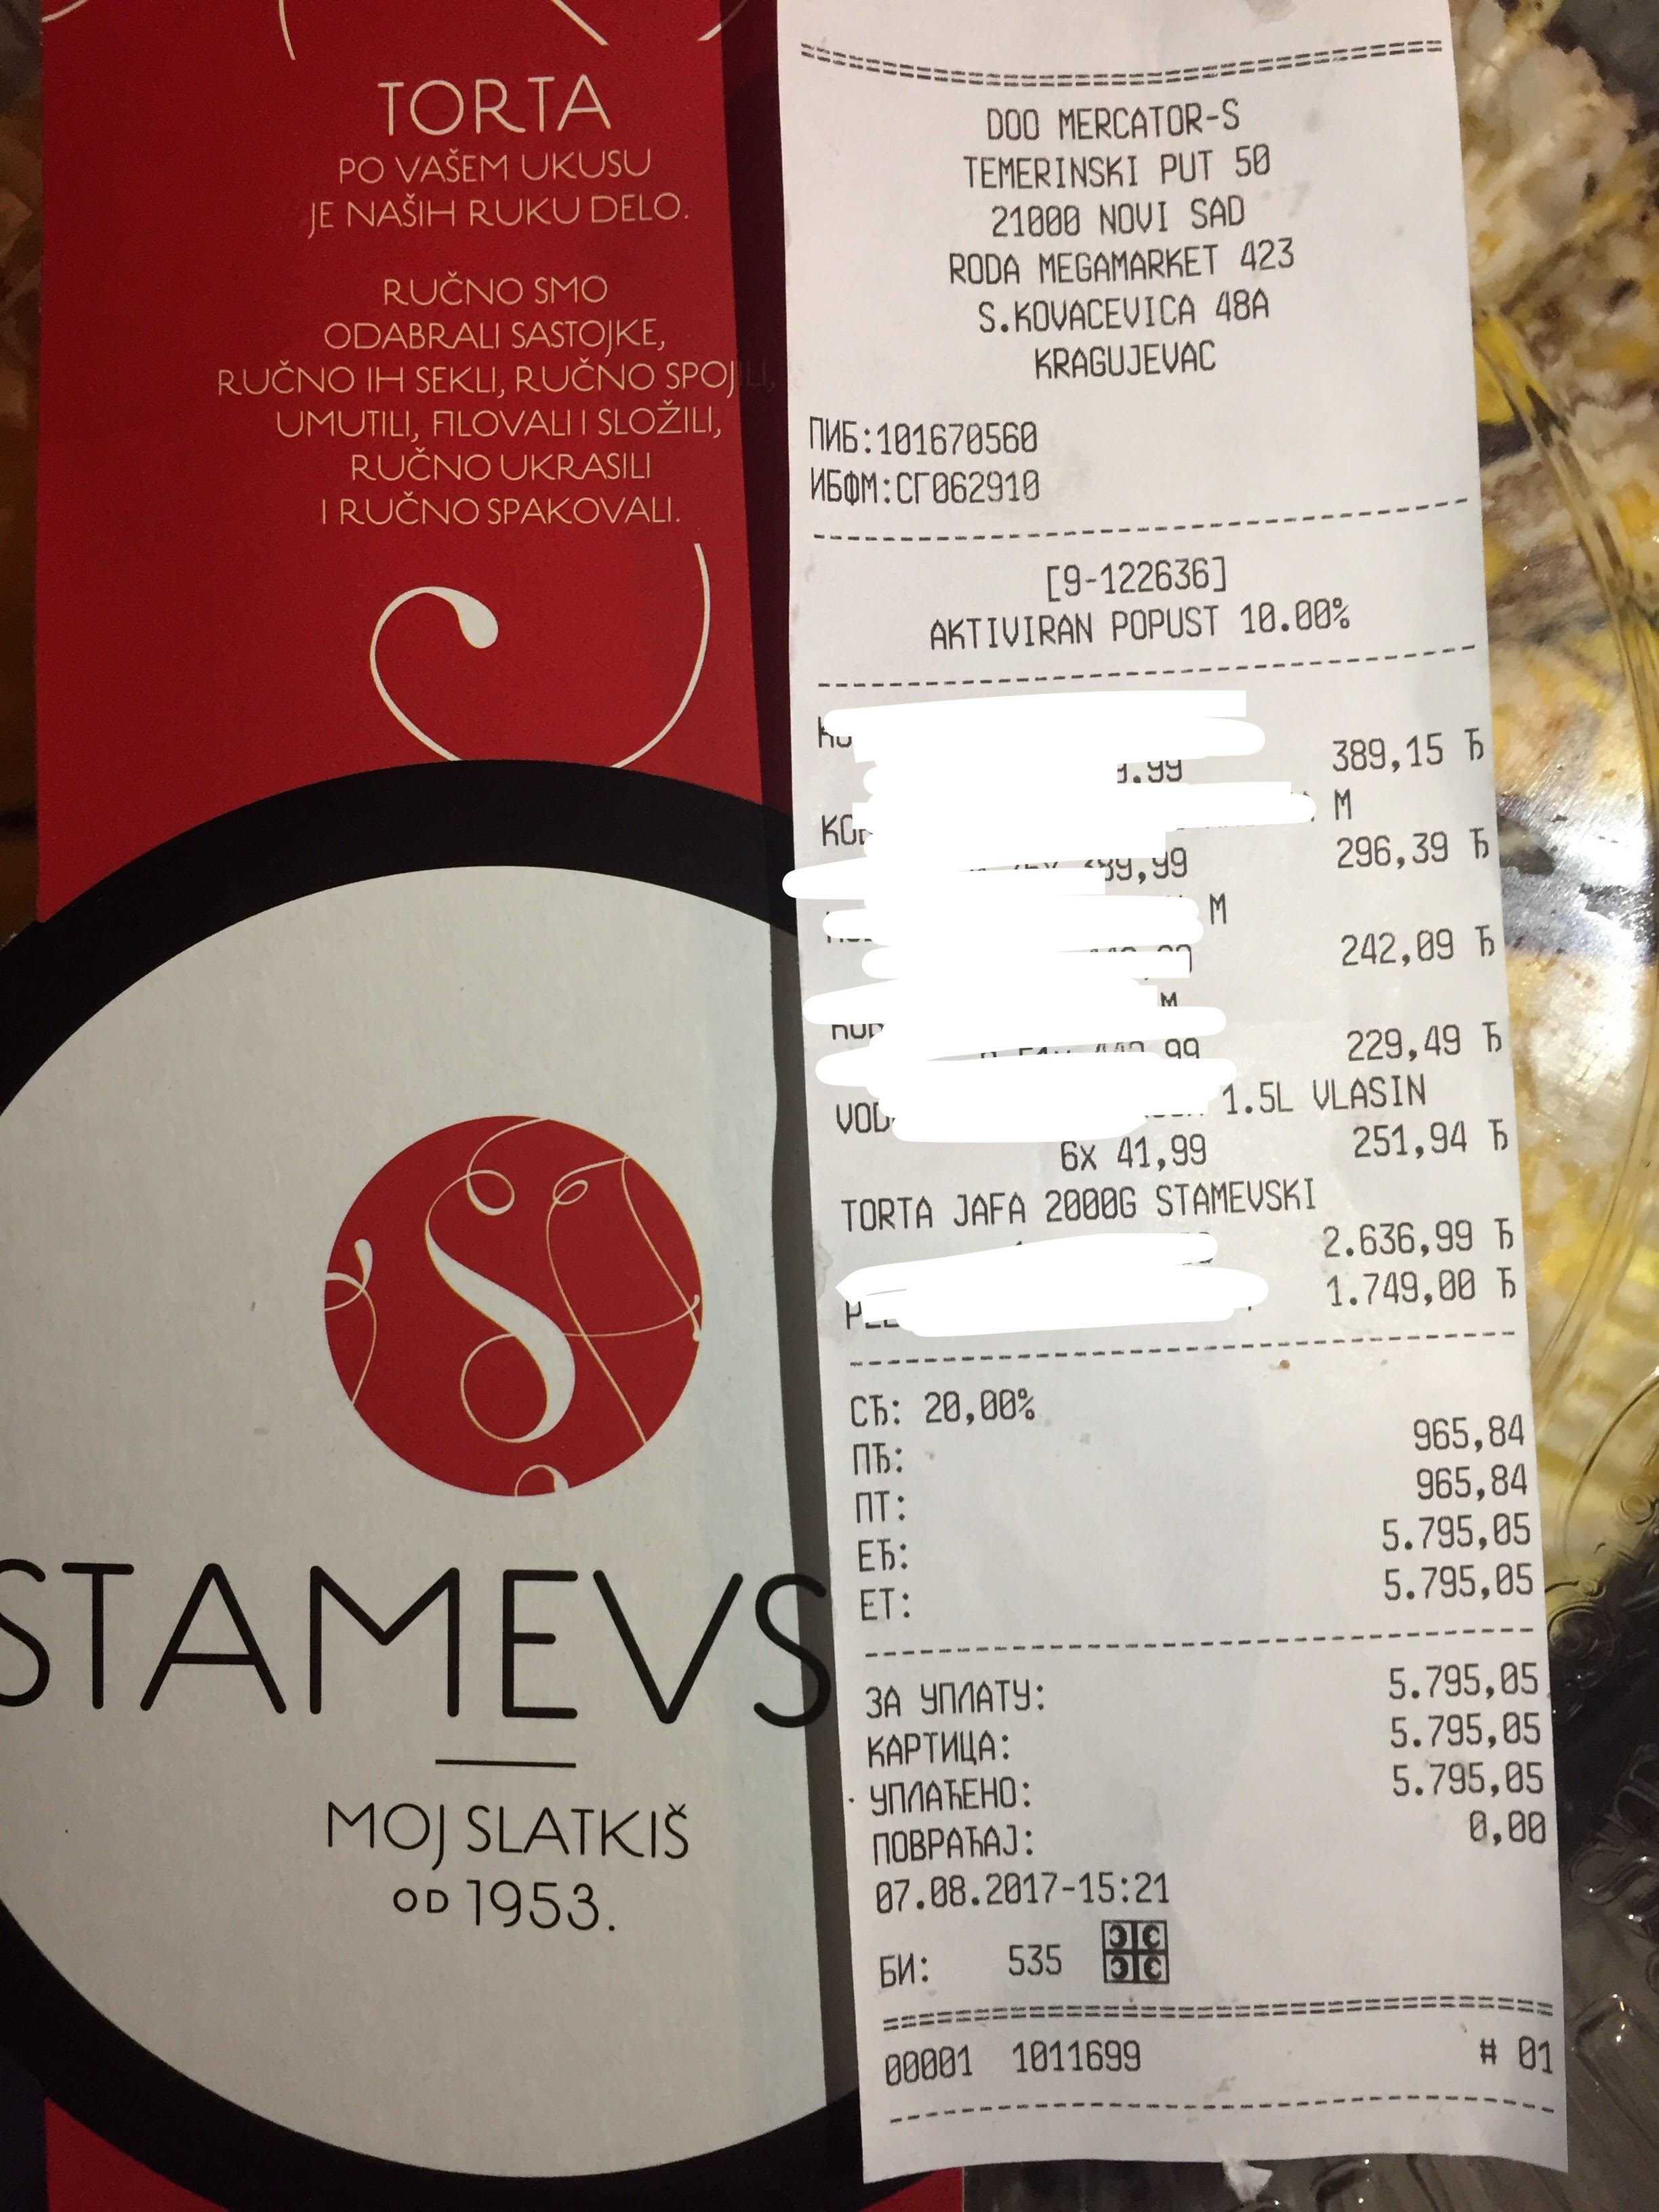 TORTA
PO VAŠEM UKUSU
JE NAŠIH RUKU DELO.
RUČNO SMO
ODABRALI SASTOJKE,
RUČNO IH SEKLI, RUČNO SPOJILI,
UMUTILI, FILOVALI I SLOŽILI,
RUČNO UKRASILI
I RUČNO SPAKOVALI.
S
STAMEVS
MOJ SLATKIŠ
OD 1953.
DOO MERCATOR-S
TEMERINSKI PUT 50
21000 NOVI SAD
RODA MEGAMARKET 423
S.KOVACEVICA 48A
KRAGUJEVAC
ПИБ:101670560
ИБФМ:СГ062910
[9-122636]
AKTIVIRAN POPUST 10.00%
389,15 Ђ
M
296,39 Ђ
M
242,09 Ђ
M
229,49 Ђ
1.5L VLASIN
6x 41,99 251,94 Ђ
TORTA JAFA 2000G STAMEVSKI
2.636,99 Ђ
1.749,00 Ђ
СЂ: 20,00%
ПЂ: 965,84
ПТ: 965,84
ЕЂ: 5.795,05
ЕТ: 5.795,05
ЗА УПЛАТУ: 5.795,05
КАРТИЦА: 5.795,05
УПЛАЋЕНО: 5.795,05
ПОВРАЋАЈ: 0,00
07.08.2017-15:21
БИ: 535
00001 1011699 # 01